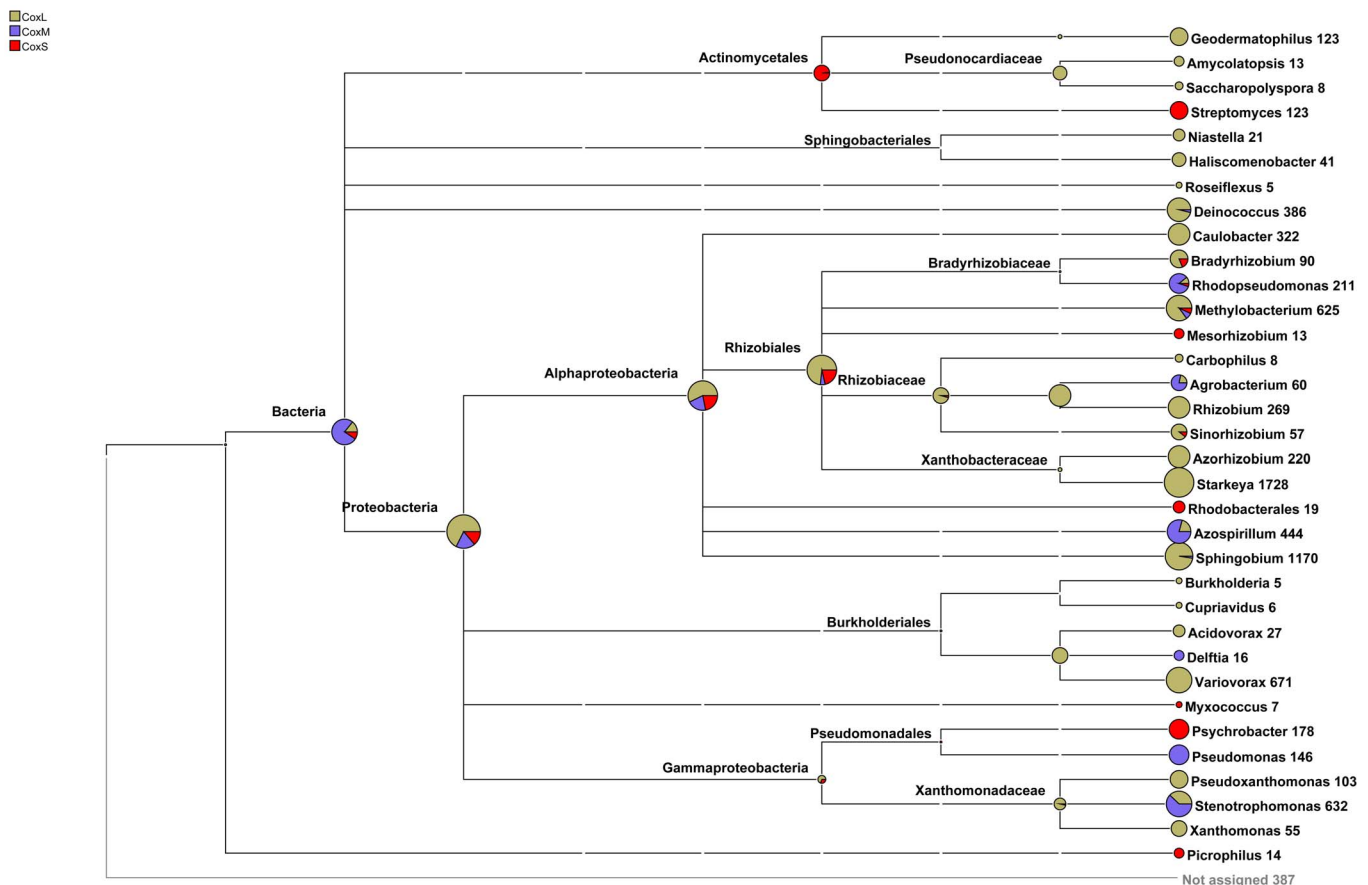 CoxL
CoxM
CoxS
Geodermatophilus 123
Actinomycetales
Pseudonocardiaceae
Amycolatopsis 13
Saccharopolyspora 8
Streptomyces 123
Niastella 21
Sphingobacteriales
Haliscomenobacter 41
Roseiflexus 5
Deinococcus 386
Caulobacter 322
Bradyrhizobiaceae
Bradyrhizobium 90
Rhodopseudomonas 211
Methylobacterium 625
Mesorhizobium 13
Rhizobiales
Carbophilus 8
Alphaproteobacteria
Rhizobiaceae
Agrobacterium 60
Rhizobium 269
Bacteria
Sinorhizobium 57
Xanthobacteraceae
Azorhizobium 220
Starkeya 1728
Proteobacteria
Rhodobacterales 19
Azospirillum 444
Sphingobium 1170
Burkholderia 5
Cupriavidus 6
Burkholderiales
Acidovorax 27
Delftia 16
Variovorax 671
Myxococcus 7
Pseudomonadales
Psychrobacter 178
Pseudomonas 146
Gammaproteobacteria
Pseudoxanthomonas 103
Xanthomonadaceae
Stenotrophomonas 632
Xanthomonas 55
Picrophilus 14
Not assigned 387